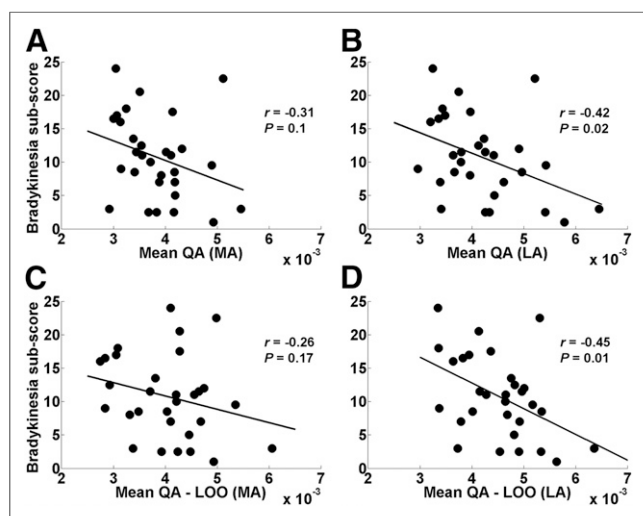 A
B
Bradykinesia sub-score
25
20
15
10
5
0
r = -0.31
P = 0.1
2 3 4 5 6 7
Mean QA (MA)
x 10-3
25
20
15
10
5
0
r = -0.42
P = 0.02
2 3 4 5 6 7
Mean QA (LA)
x 10-3
C
D
Bradykinesia sub-score
25
20
15
10
5
0
r = -0.26
P = 0.17
2 3 4 5 6 7
Mean QA - LOO (MA)
x 10-3
25
20
15
10
5
0
r = -0.45
P = 0.01
2 3 4 5 6 7
Mean QA - LOO (LA)
x 10-3